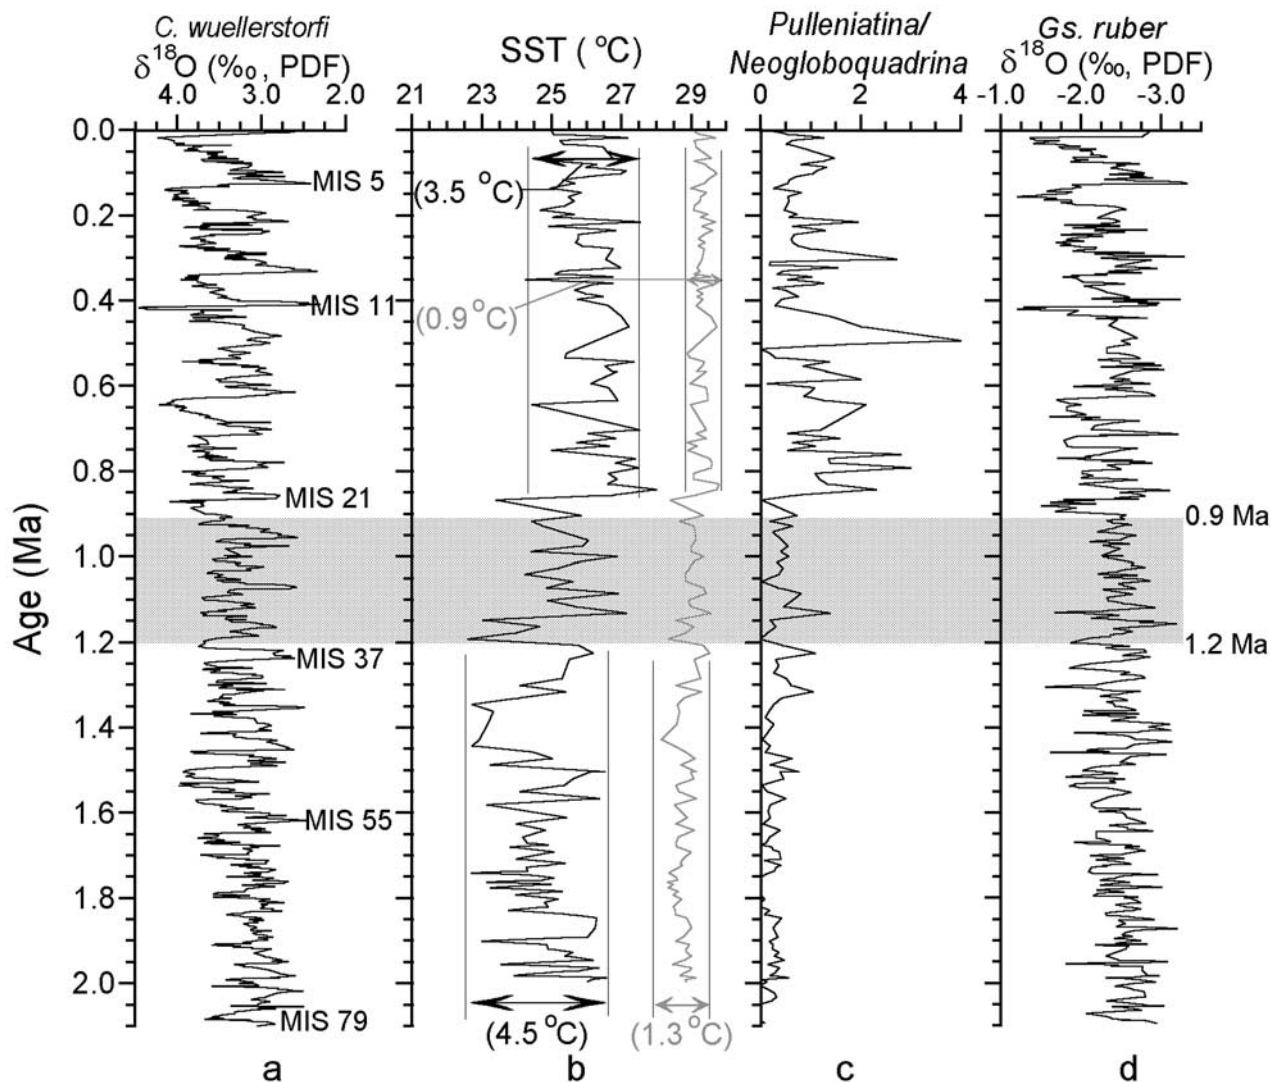 C. wuellerstorfi
δ18O (‰, PDF)
4.0 3.0 2.0
SST ( °C)
21 23 25 27 29
Pulleniatina/
Neogloboquadrina
0 2 4
Gs. ruber
δ18O (‰, PDF)
-1.0 -2.0 -3.0
Age (Ma)
0.0
0.2
0.4
0.6
0.8
1.0
1.2
1.4
1.6
1.8
2.0
MIS 5
MIS 11
MIS 21
MIS 37
MIS 55
MIS 79
(3.5 °C)
(0.9 °C)
(4.5 °C)
(1.3 °C)
0.9 Ma
1.2 Ma
a b c d